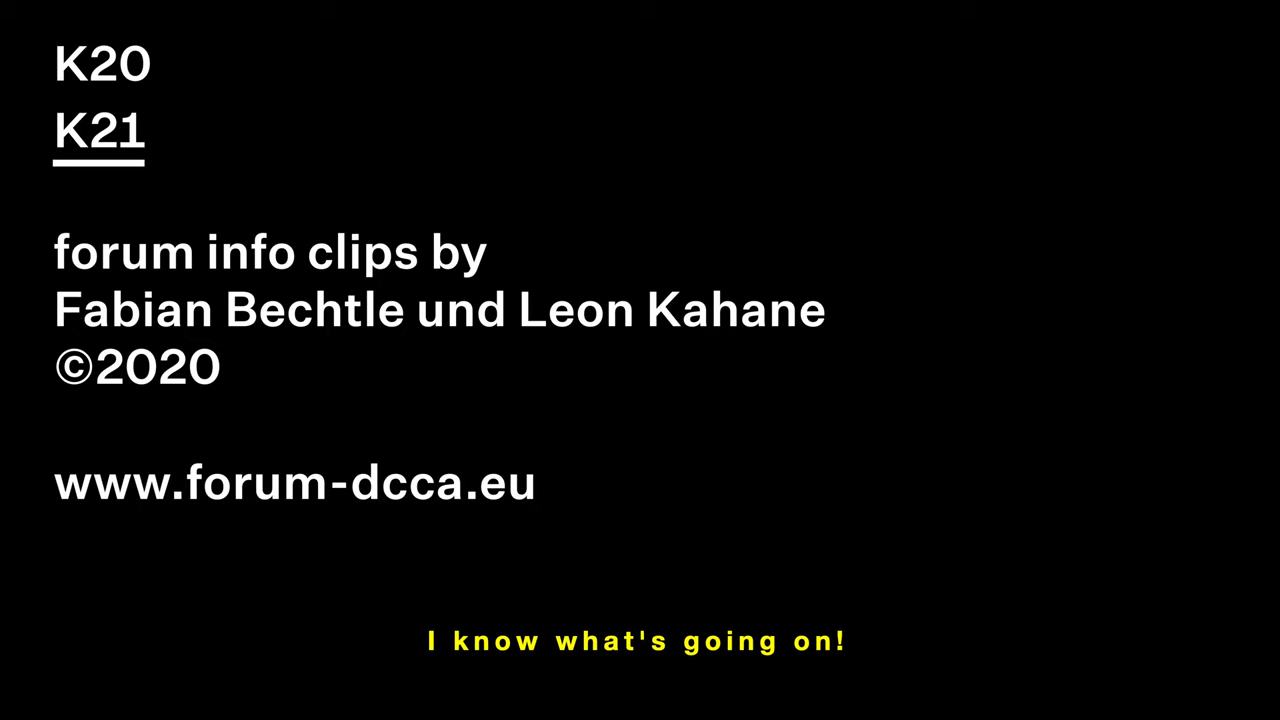 K20
K21
forum info clips by
Fabian Bechtle und Leon Kahane
©2020
www.forum-dcca.eu
I know what's going on!